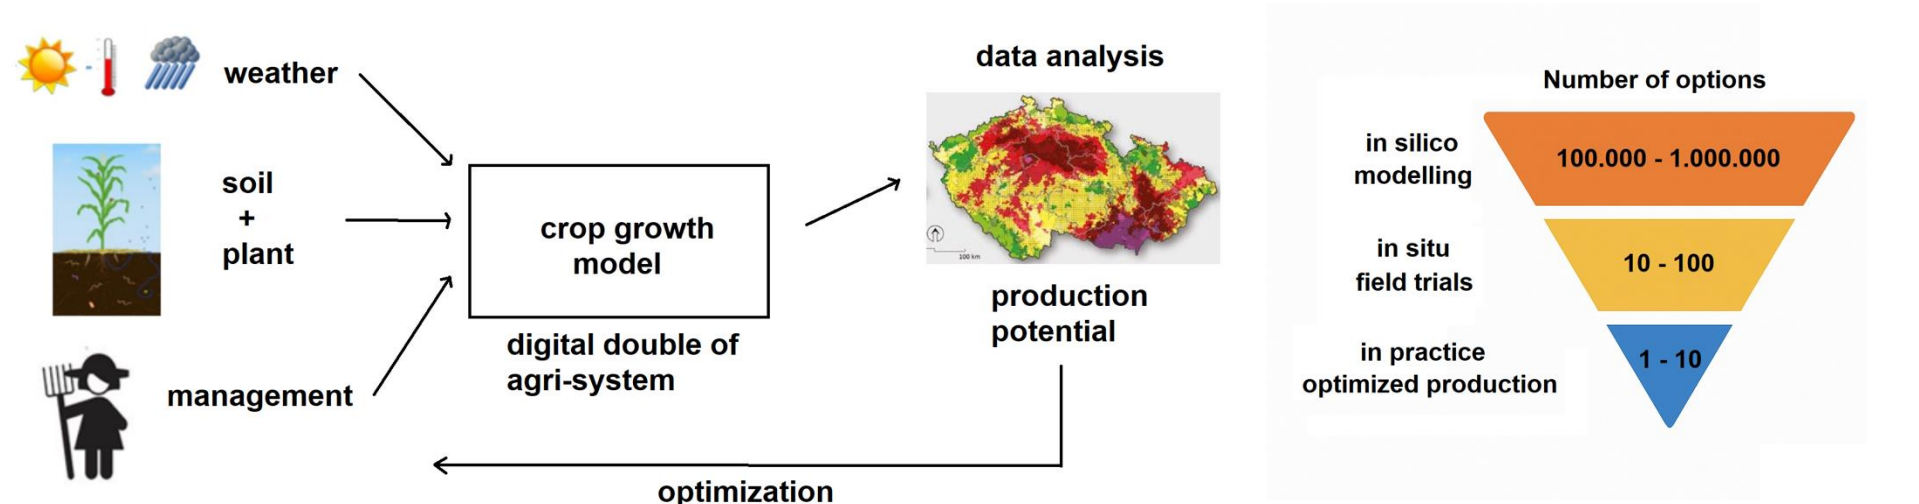 weather
soil
+
plant
management
crop growth
model
digital double of
agri-system
data analysis
100 km
production
potential
optimization
Number of options
in silico
modelling
100.000 - 1.000.000
in situ
field trials
10 - 100
in practice
optimized production
1 - 10